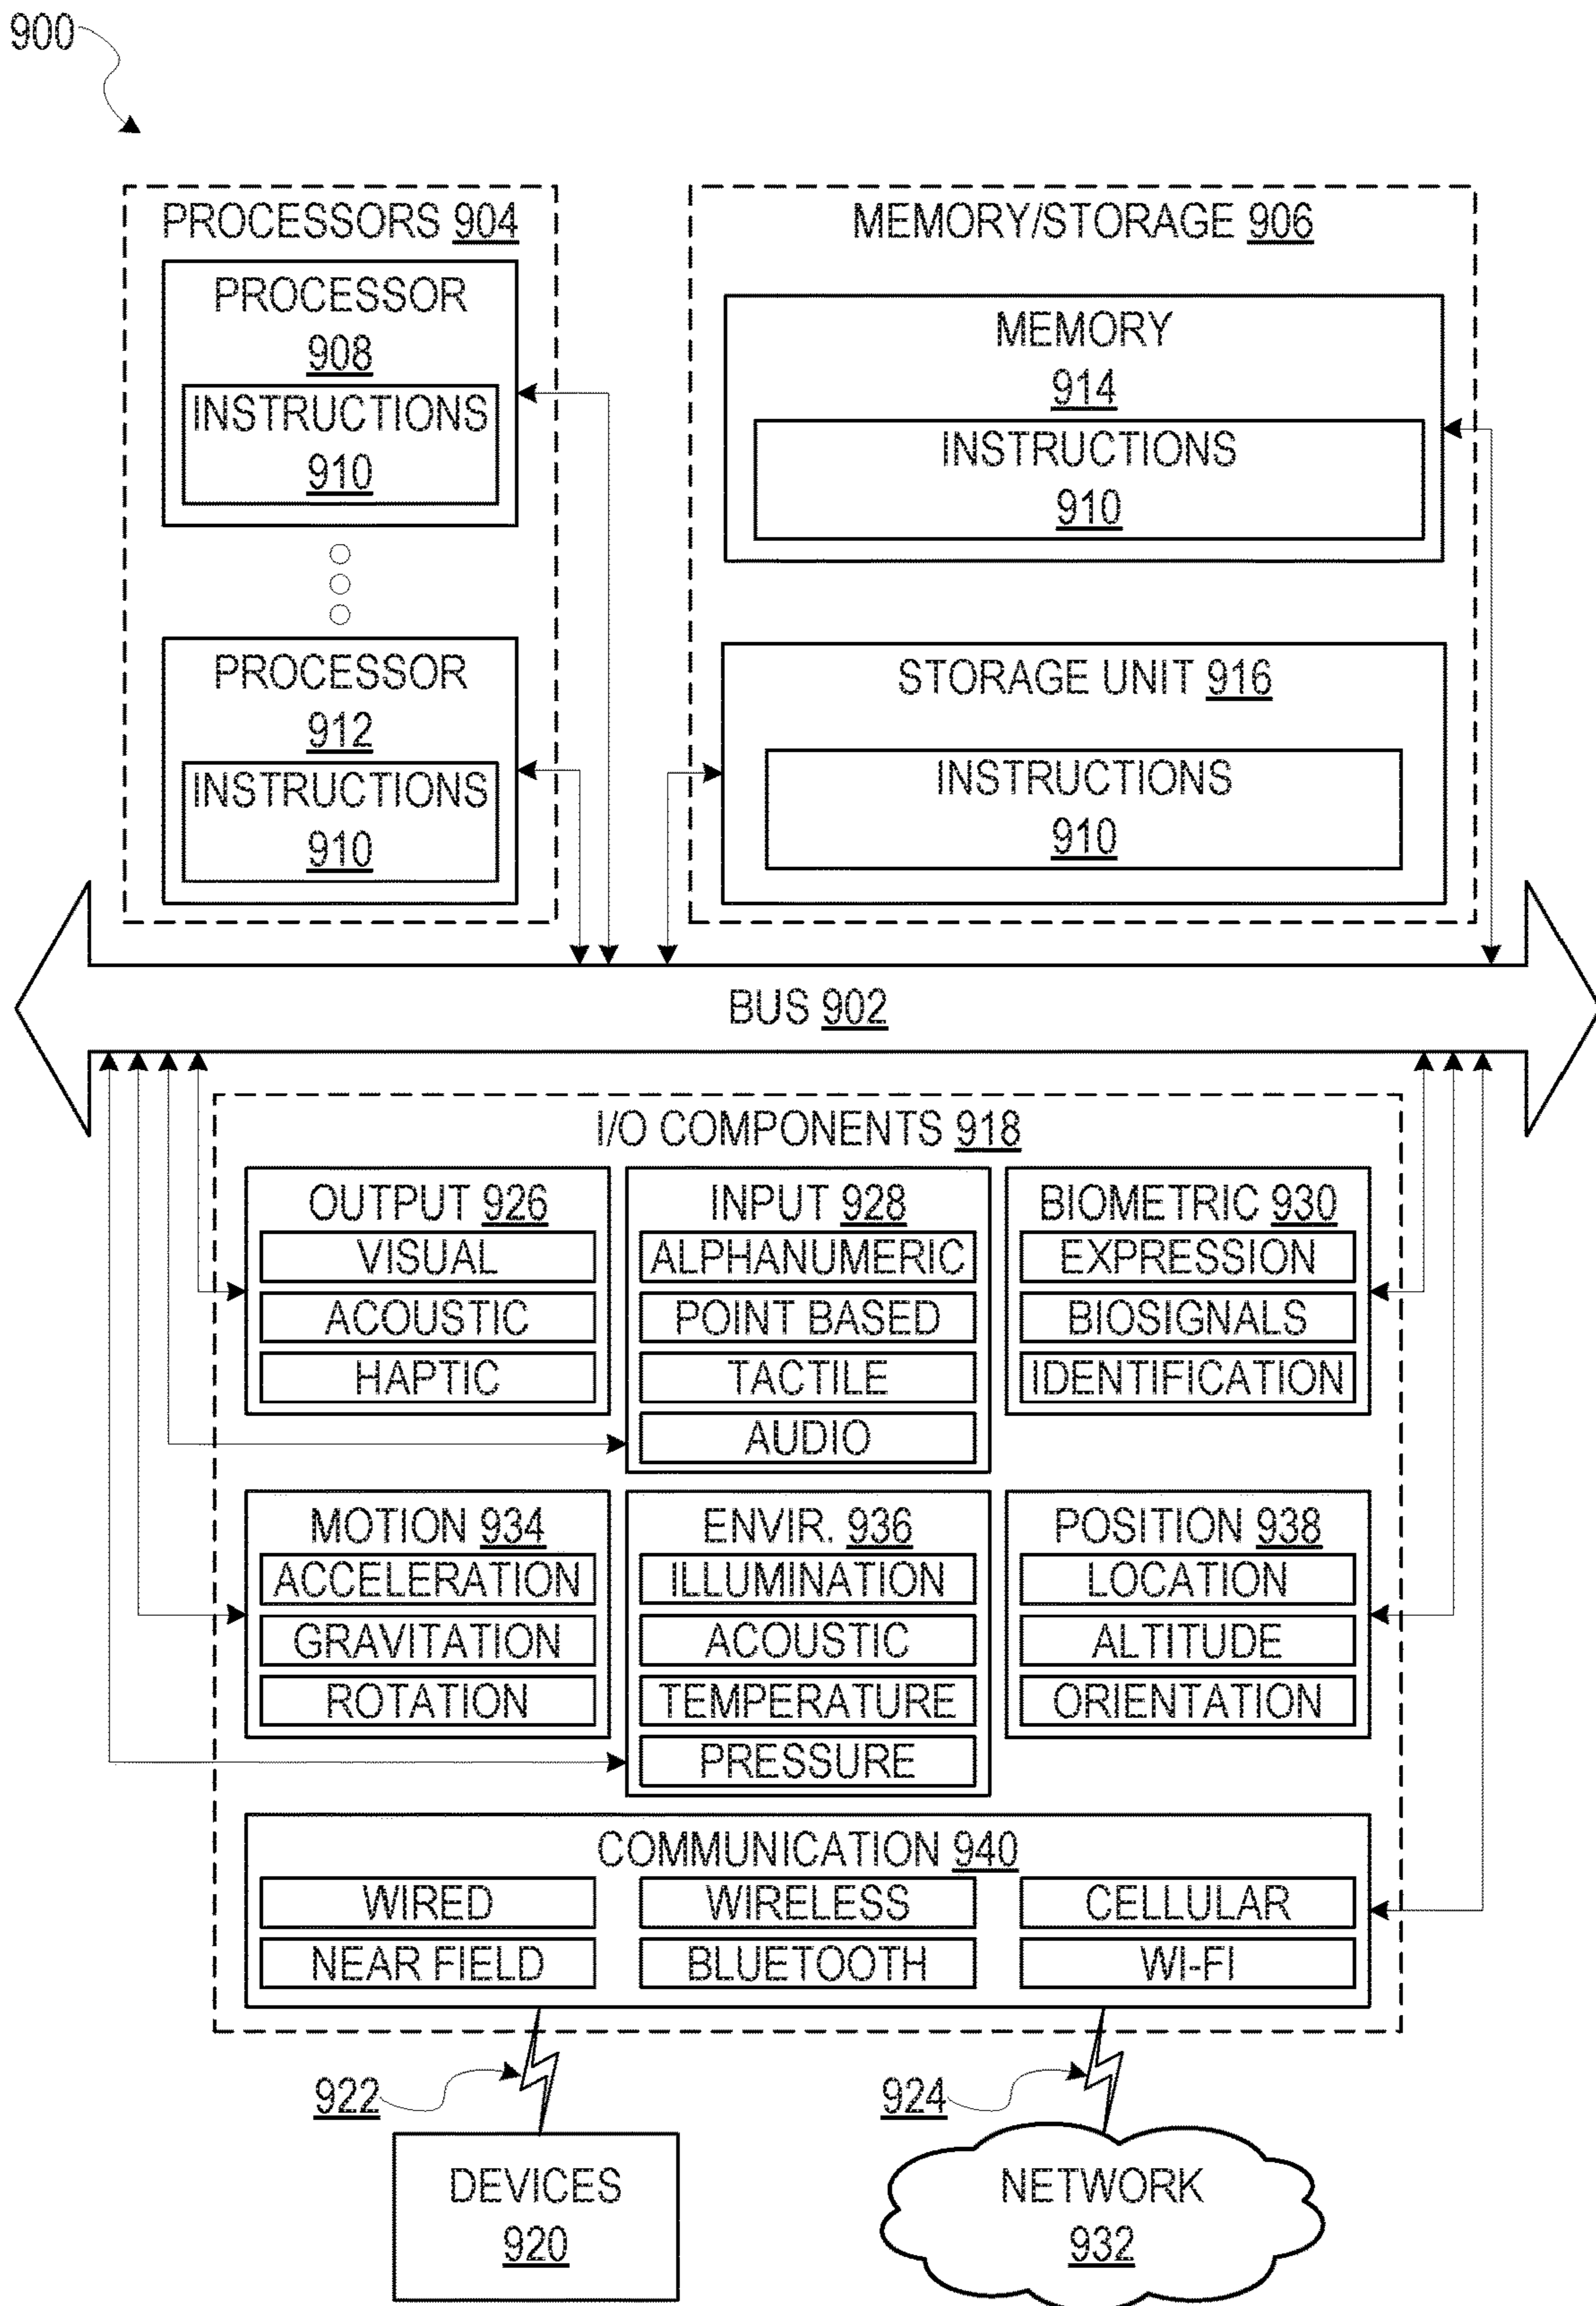 900
PROCESSORS 904
PROCESSOR
908
INSTRUCTIONS
910
PROCESSOR
912
INSTRUCTIONS
910
MEMORY/STORAGE 906
MEMORY
914
INSTRUCTIONS
910
STORAGE UNIT 916
INSTRUCTIONS
910
BUS 902
I/O COMPONENTS 918
OUTPUT 926
VISUAL
ACOUSTIC
HAPTIC
INPUT 928
ALPHANUMERIC
POINT BASED
TACTILE
AUDIO
BIOMETRIC 930
EXPRESSION
BIOSIGNALS
IDENTIFICATION
MOTION 934
ACCELERATION
GRAVITATION
ROTATION
ENVIR. 936
ILLUMINATION
ACOUSTIC
TEMPERATURE
PRESSURE
POSITION 938
LOCATION
ALTITUDE
ORIENTATION
COMMUNICATION 940
WIRED
WIRELESS
CELLULAR
NEAR FIELD
BLUETOOTH
WI-FI
922
924
DEVICES
920
NETWORK
932